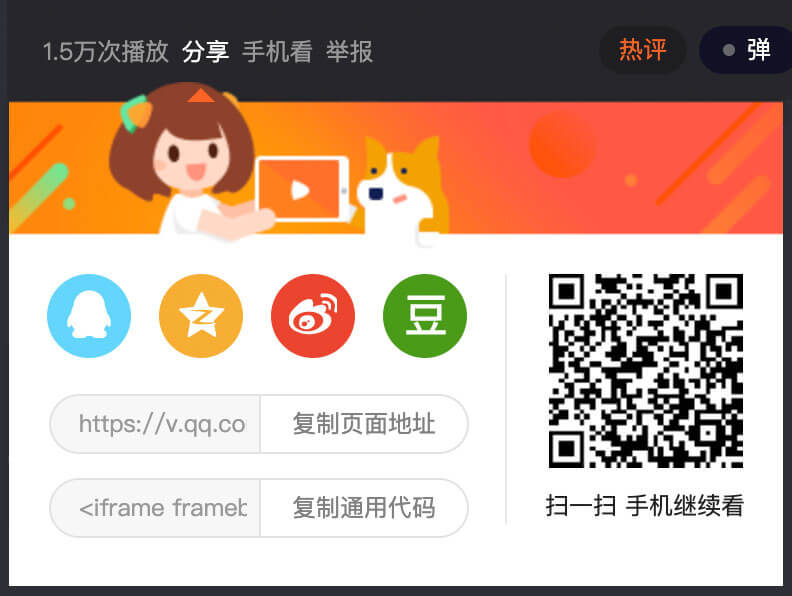 1.5万次播放 分享 手机看 举报 热评 弹
豆
https://v.qq.co 复制页面地址
<iframe frameb 复制通用代码
扫一扫 手机继续看